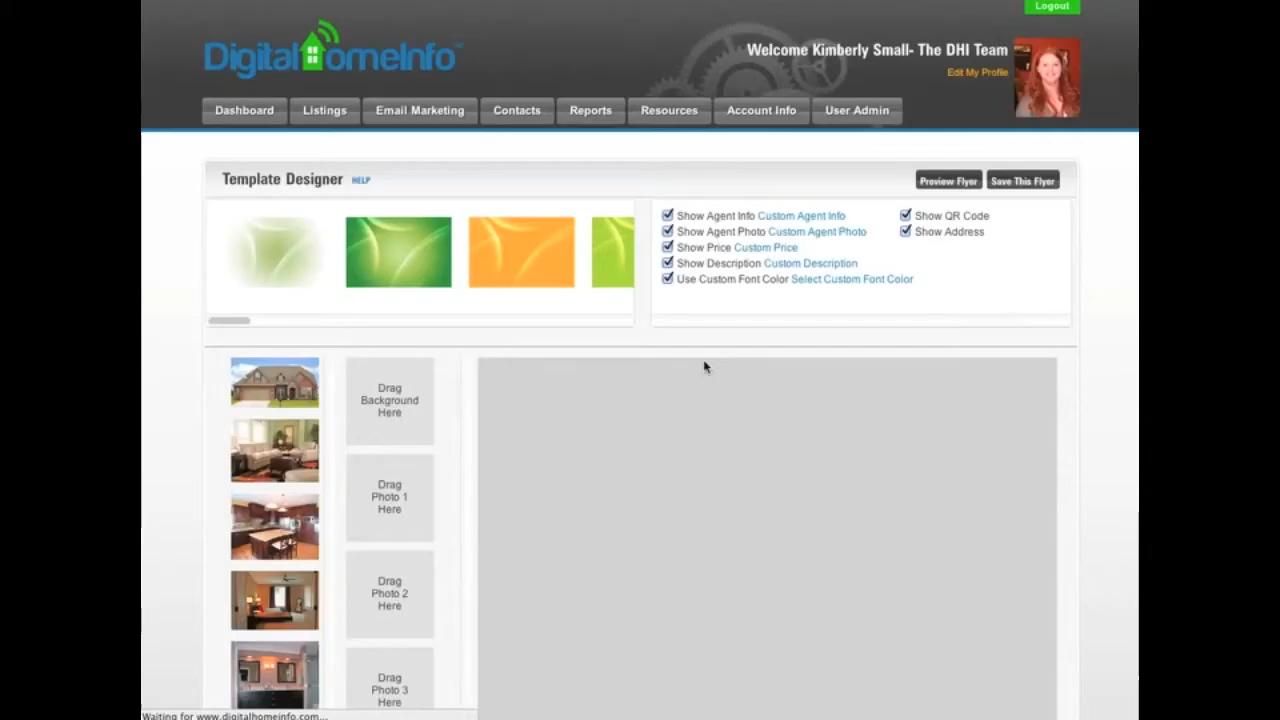 Logout
DigitalHomeInfo™
Welcome Kimberly Small- The DHI Team
Edit My Profile
Dashboard
Listings
Email Marketing
Contacts
Reports
Resources
Account Info
User Admin
Template Designer HELP
Preview Flyer
Save This Flyer
Show Agent Info Custom Agent Info
Show QR Code
Show Agent Photo Custom Agent Photo
Show Address
Show Price Custom Price
Show Description Custom Description
Use Custom Font Color Select Custom Font Color
Drag
Background
Here
Drag
Photo 1
Here
Drag
Photo 2
Here
Drag
Photo 3
Here
Waiting for www.digitalhomeinfo.com...